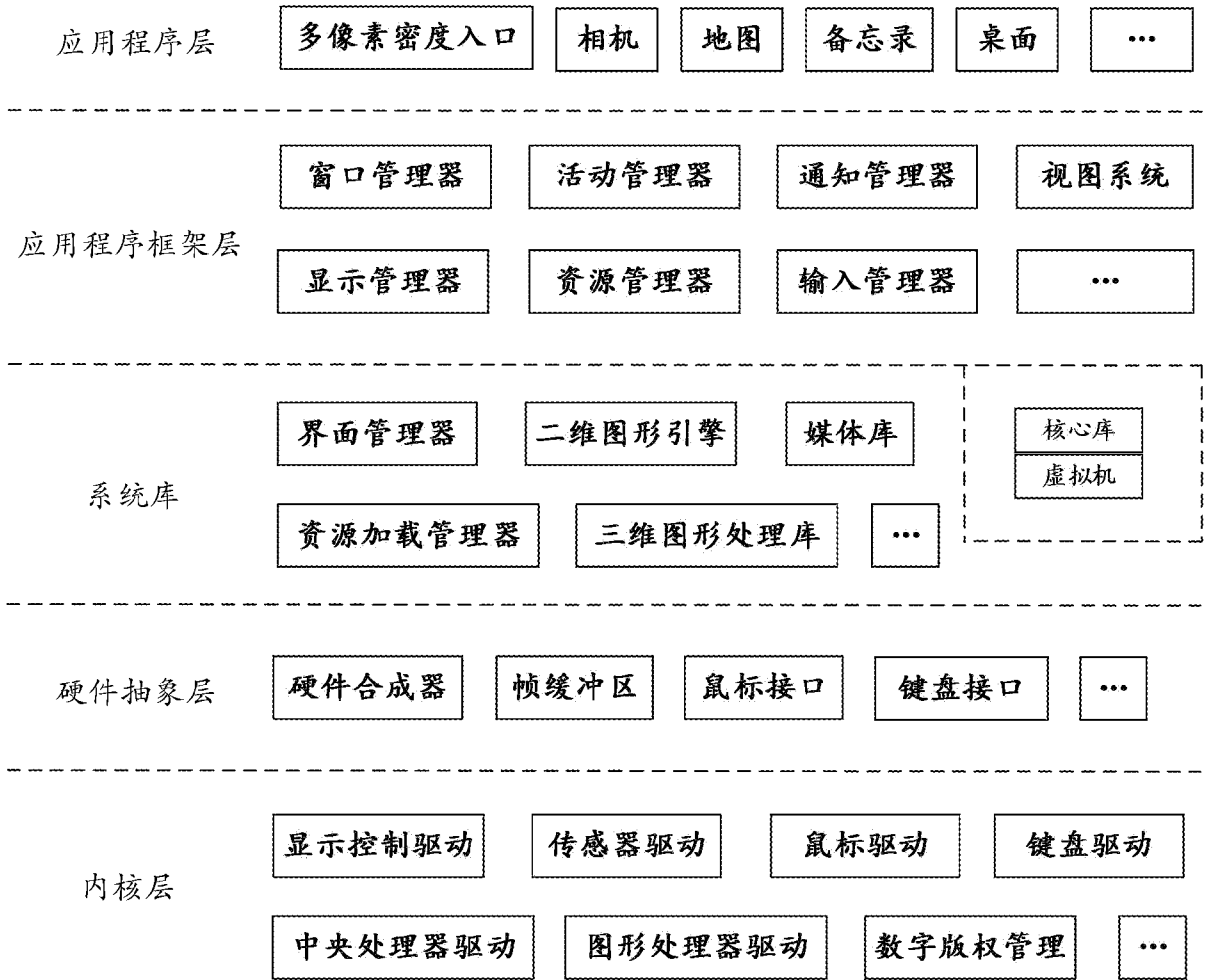 应用程序层 多像素密度入口 相机 地图 备忘录 桌面 ...
窗口管理器 活动管理器 通知管理器 视图系统
应用程序框架层
显示管理器 资源管理器 输入管理器 ...
界面管理器 二维图形引擎 媒体库 核心库
虚拟机
系统库
资源加载管理器 三维图形处理库 ...
硬件抽象层 硬件合成器 帧缓冲区 鼠标接口 键盘接口 ...
显示控制驱动 传感器驱动 鼠标驱动 键盘驱动
内核层
中央处理器驱动 图形处理器驱动 数字版权管理 ...